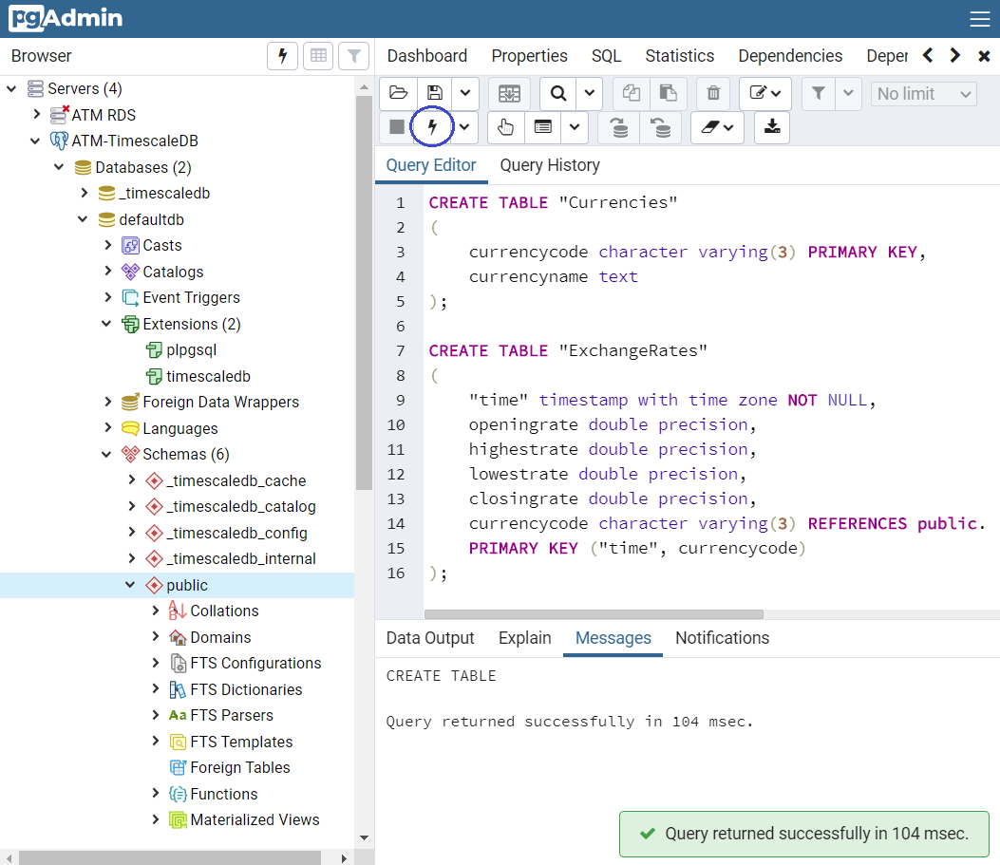 pgAdmin
Browser
Servers (4)
ATM RDS
ATM-TimescaleDB
Databases (2)
_timescaledb
defaultdb
Casts
Catalogs
Event Triggers
Extensions (2)
plpgsql
timescaledb
Foreign Data Wrappers
Languages
Schemas (6)
_timescaledb_cache
_timescaledb_catalog
_timescaledb_config
_timescaledb_internal
public
Collations
Domains
FTS Configurations
FTS Dictionaries
Aa FTS Parsers
FTS Templates
Foreign Tables
Functions
Materialized Views
Dashboard Properties SQL Statistics Dependencies Deper
No limit
Query Editor Query History
1 CREATE TABLE "Currencies"
2 (
3 currencycode character varying(3) PRIMARY KEY,
4 currencyname text
5 );
6
7 CREATE TABLE "ExchangeRates"
8 (
9 "time" timestamp with time zone NOT NULL,
10 openingrate double precision,
11 highestrate double precision,
12 lowestrate double precision,
13 closingrate double precision,
14 currencycode character varying(3) REFERENCES public.
15 PRIMARY KEY ("time", currencycode)
16 );
Data Output Explain Messages Notifications
CREATE TABLE
Query returned successfully in 104 msec.
Query returned successfully in 104 msec.